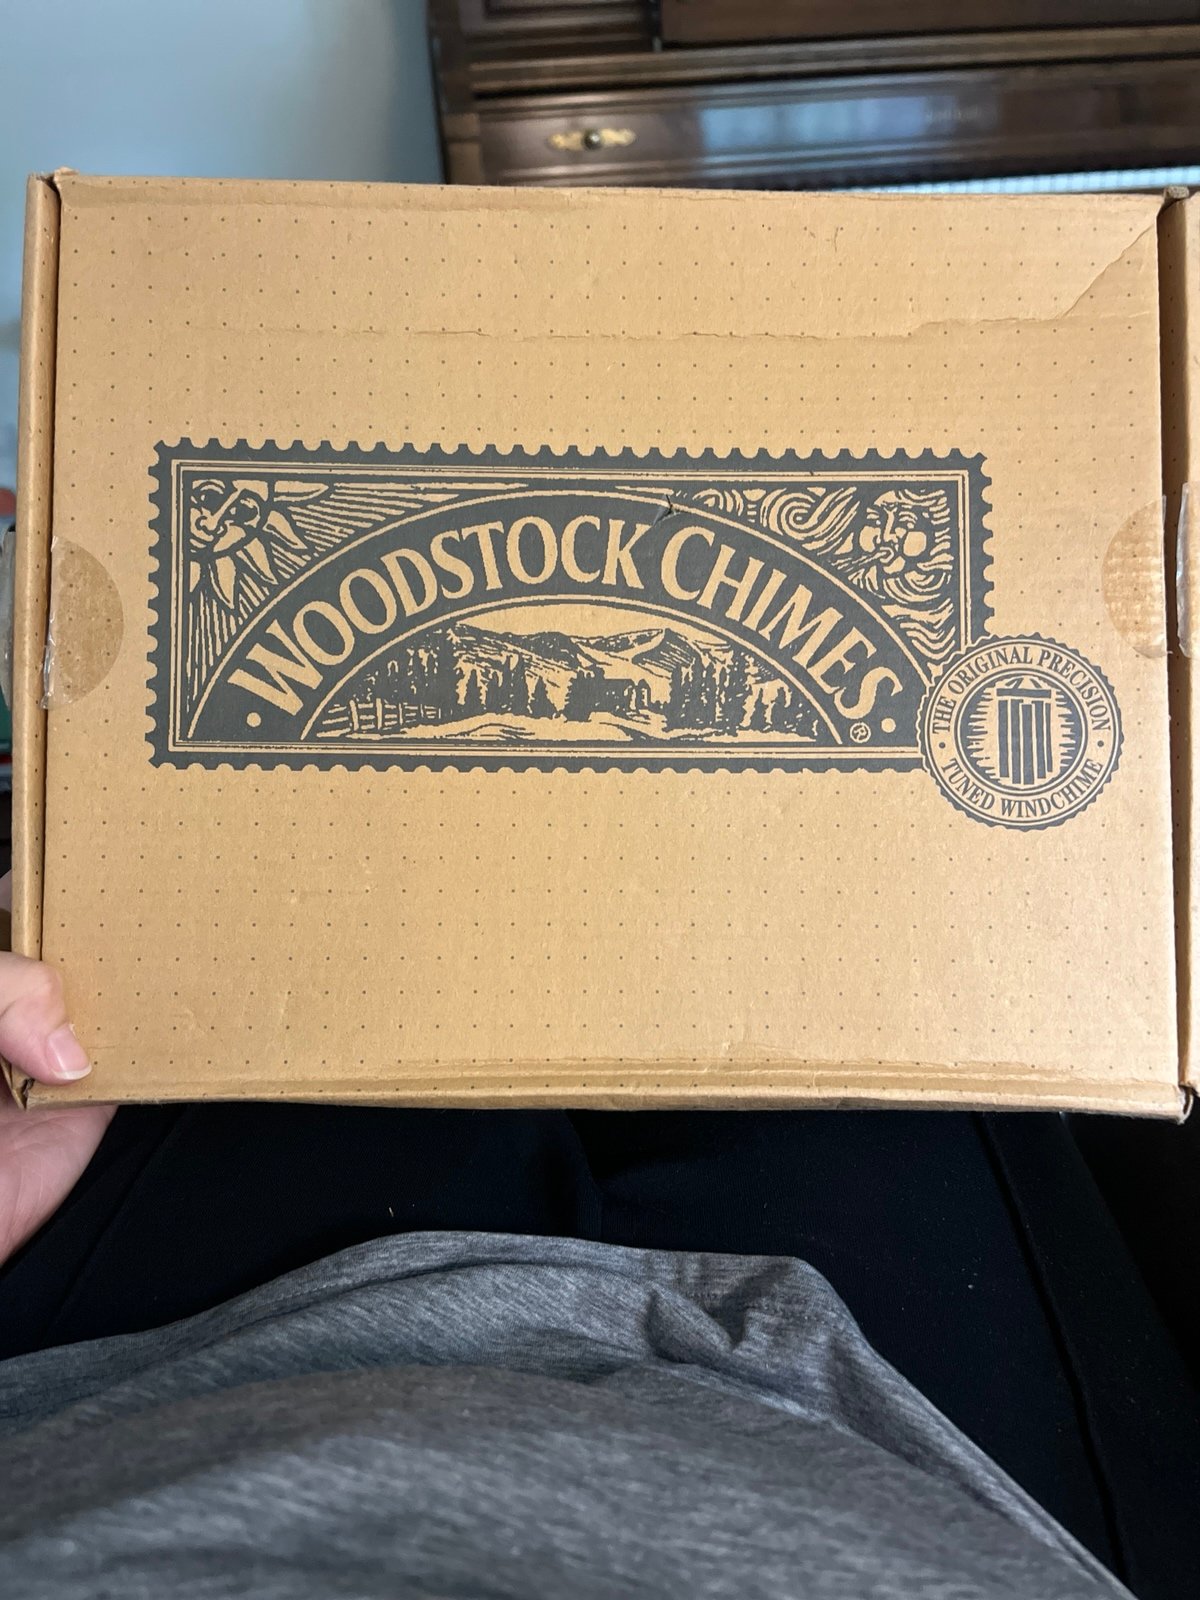 WOODSTOCK CHIMES®
THE ORIGINAL PRECISION
TUNED WINDCHIME